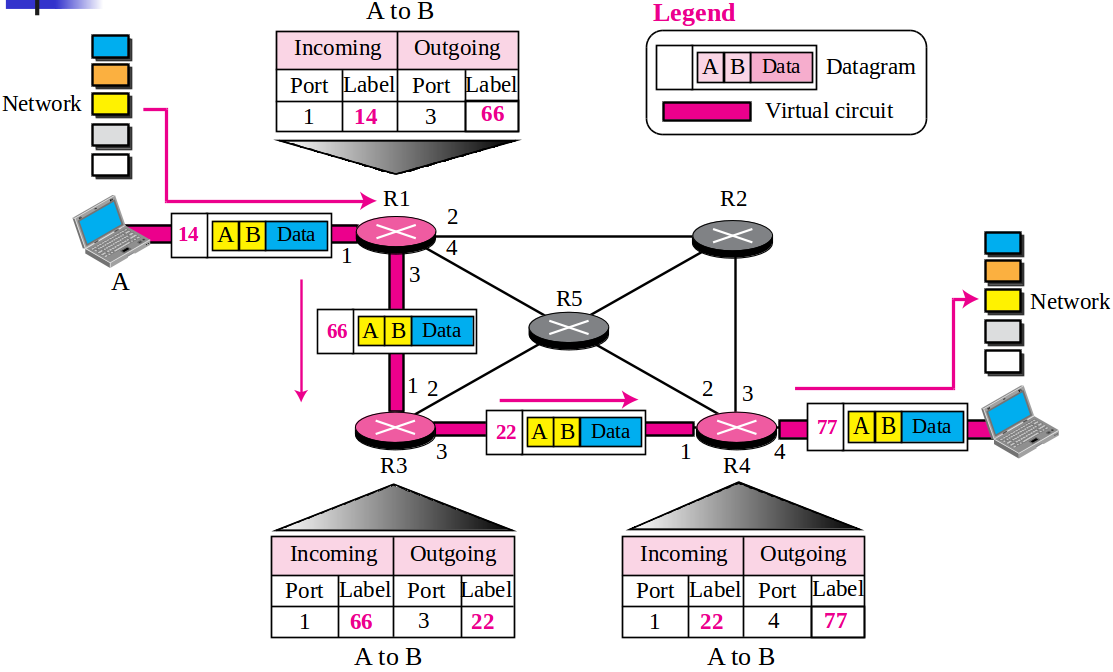 A to B
Legend
Incoming Outgoing
Port Label Port Label
1 14 3 66
A B Data Datagram
Virtual circuit
Network
R1
R2
14 A B Data
1
2
4
3
A
R5
66 A B Data
Network
1 2
2
3
22 A B Data
77 A B Data
R3
3
1
R4
4
Incoming Outgoing
Port Label Port Label
1 66 3 22
A to B
Incoming Outgoing
Port Label Port Label
1 22 4 77
A to B